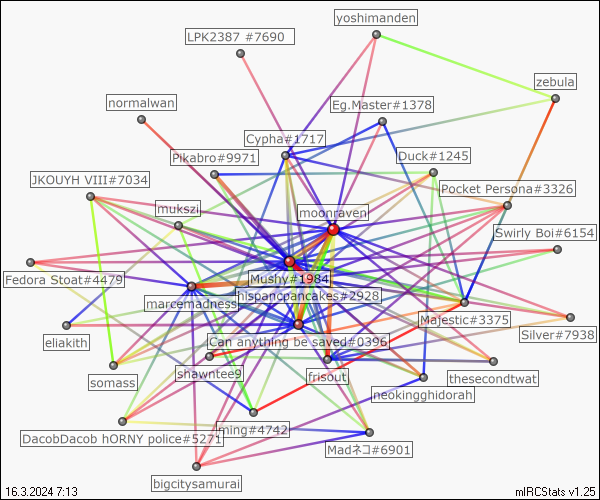 yoshimanden
LPK2387 #7690
zebula
normalwan
Eg.Master#1378
Cypha#1717
Pikabro#9971
Duck#1245
JKOUYH VIII#7034
Pocket Persona#3326
mukszi
moonraven
Swirly Boi#6154
Fedora Stoat#4479
Mushy#1984
hispancpancakes#2928
marcemadness
Majestic#3375
Silver#7938
eliakith
Can anything be saved#0396
shawntee9
frisout
thesecondtwat
somass
neokingghidorah
ming#4742
DacobDacob hORNY police#5271
Madネコ#6901
bigcitysamurai
16.3.2024 7:13
mIRCStats v1.25